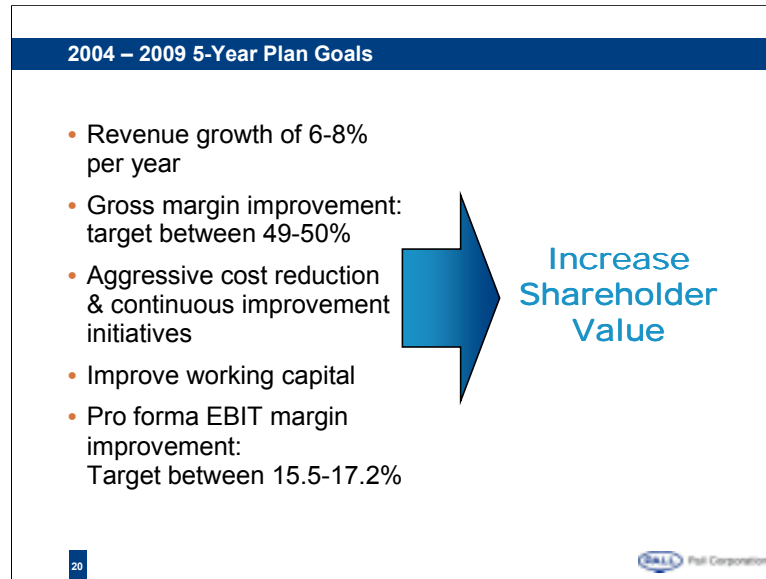 2004 – 2009 5-Year Plan Goals
• Revenue growth of 6-8%
per year
• Gross margin improvement:
target between 49-50%
• Aggressive cost reduction
& continuous improvement
initiatives
• Improve working capital
• Pro forma EBIT margin
improvement:
Target between 15.5-17.2%
Increase
Shareholder
Value
20
PALL Pall Corporation